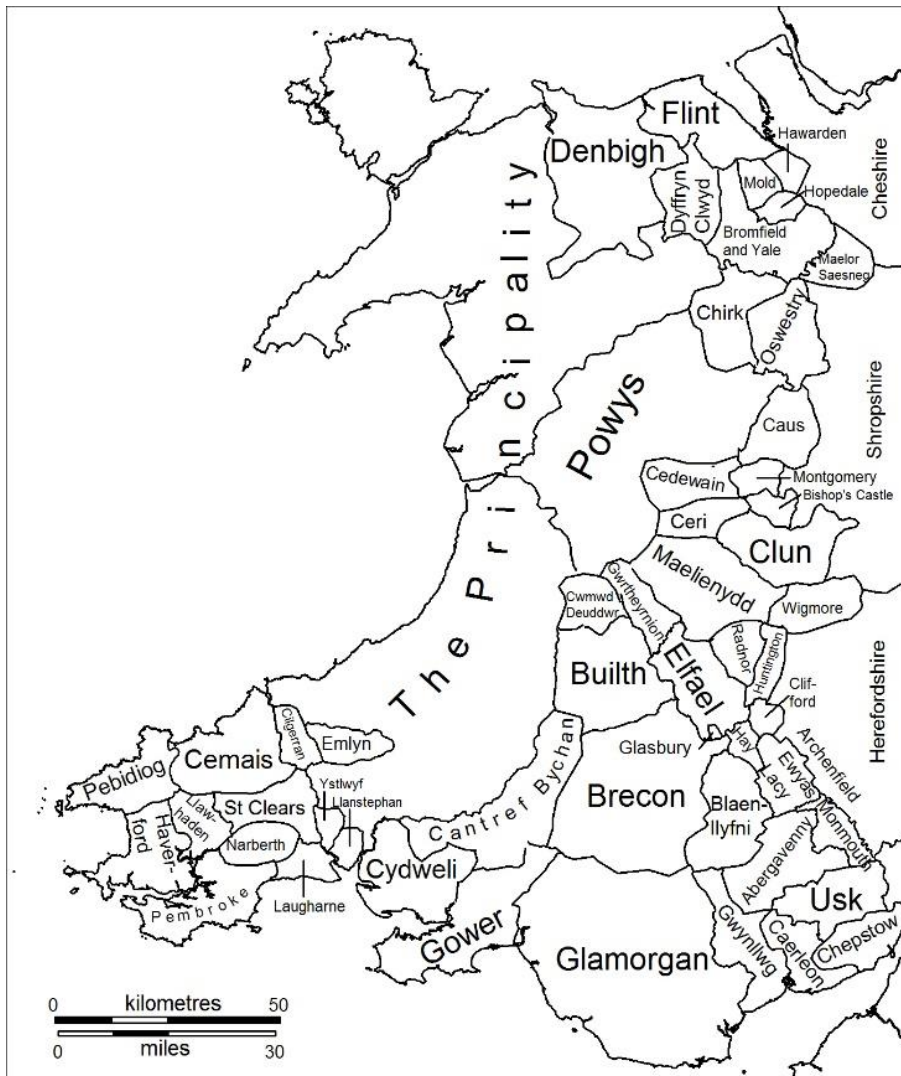 Flint
Hawarden
Denbigh
Cheshire
Mold
Hopedale
Dyffryn
Clwyd
Bromfield
and Yale
Maelor
Saesneg
Chirk
Oswestry
The Principality
Powys
Shropshire
Caus
Cedewain
Montgomery
Bishop's Castle
Ceri
Clun
Maelienydd
Cwmwd
Deuddwr
Gwrtheyrnion
Wigmore
Radnor
Huntington
Herefordshire
Builth
Elfael
Clif-
ford
Cilgerran
Emlyn
Cemais
Pebidiog
Glasbury
Hay
Archenfield
Ewyas
Lacy
Ystlwyf
Llanstephan
Cantref Bychan
Brecon
Blaen-
llyfni
Monmouth
St Clears
Llaw-
haden
Haver-
ford
Narberth
Cydweli
Abergavenny
Pembroke
Laugharne
Usk
Gower
Glamorgan
Gwynllwg
Caerleon
Chepstow
0 kilometres 50
0 miles 30